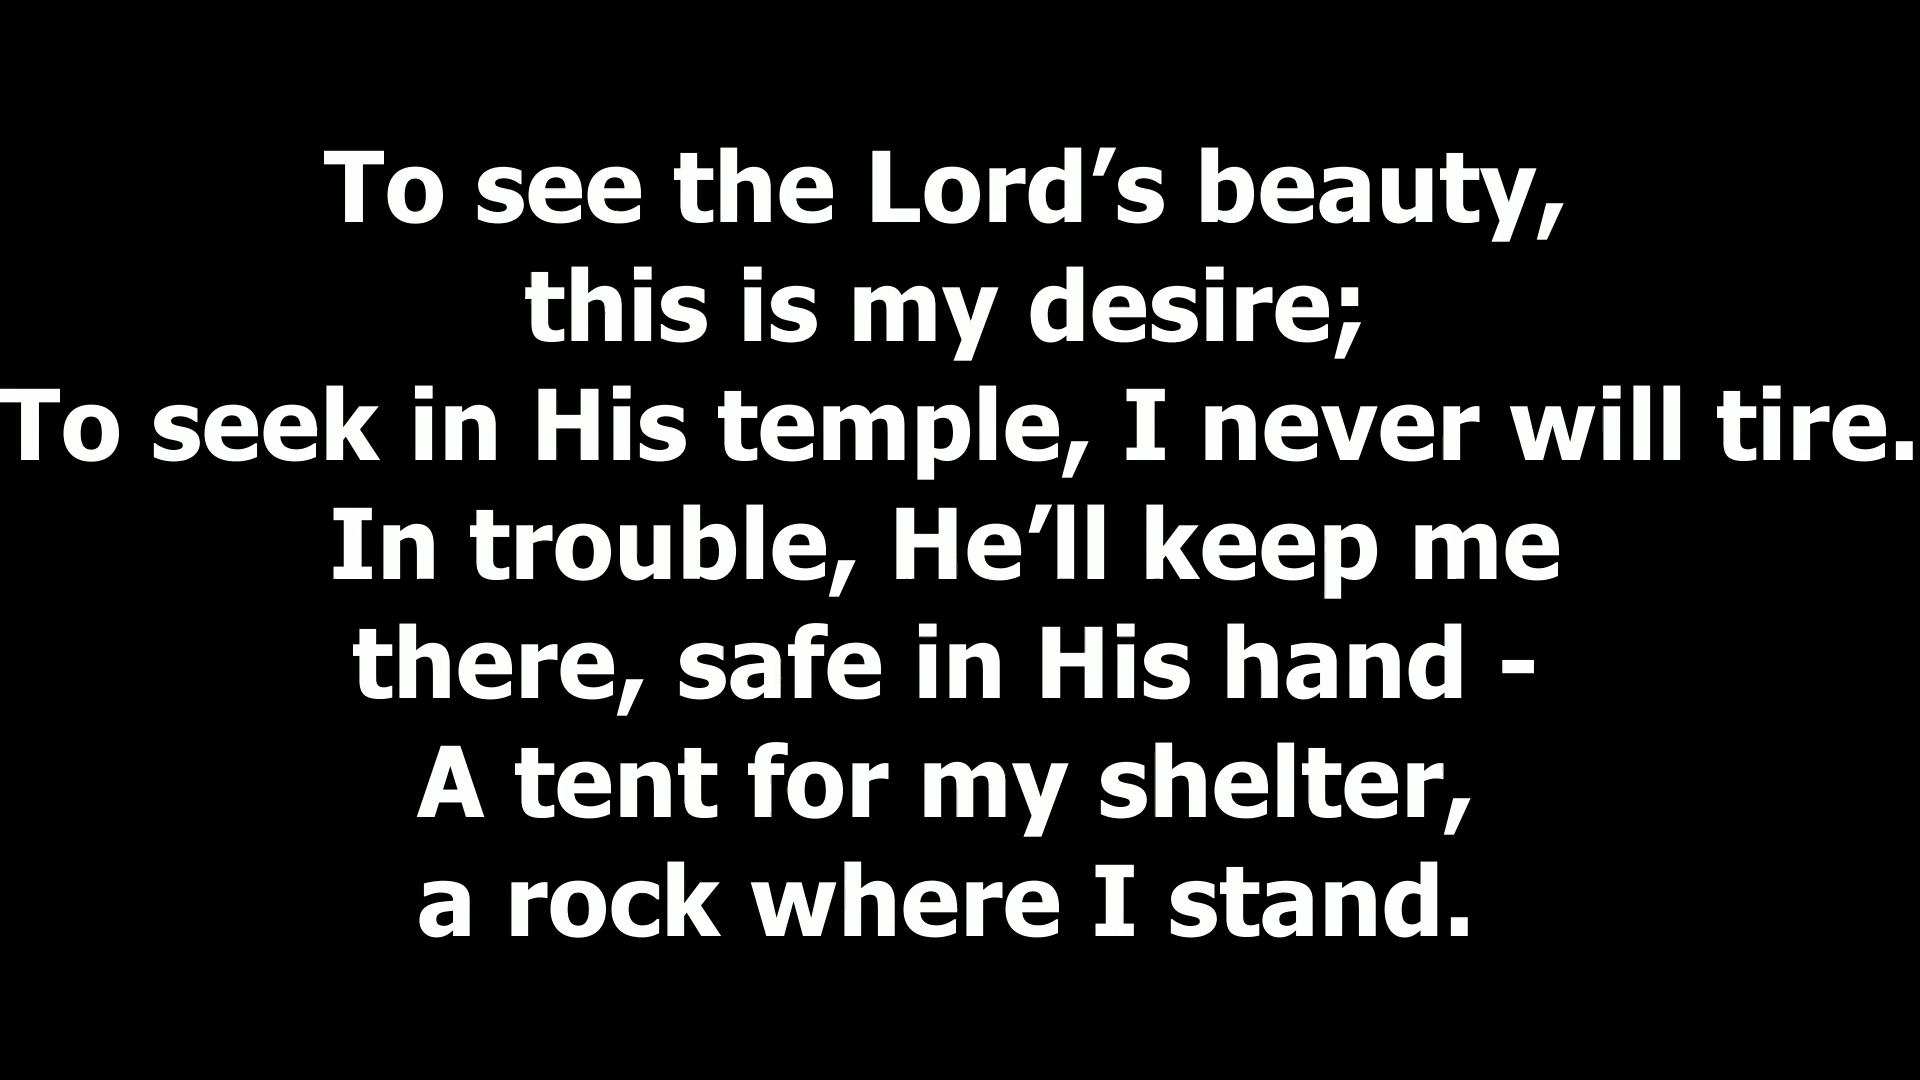 To see the Lord’s beauty,
this is my desire;
To seek in His temple, I never will tire.
In trouble, He’ll keep me
there, safe in His hand -
A tent for my shelter,
a rock where I stand.